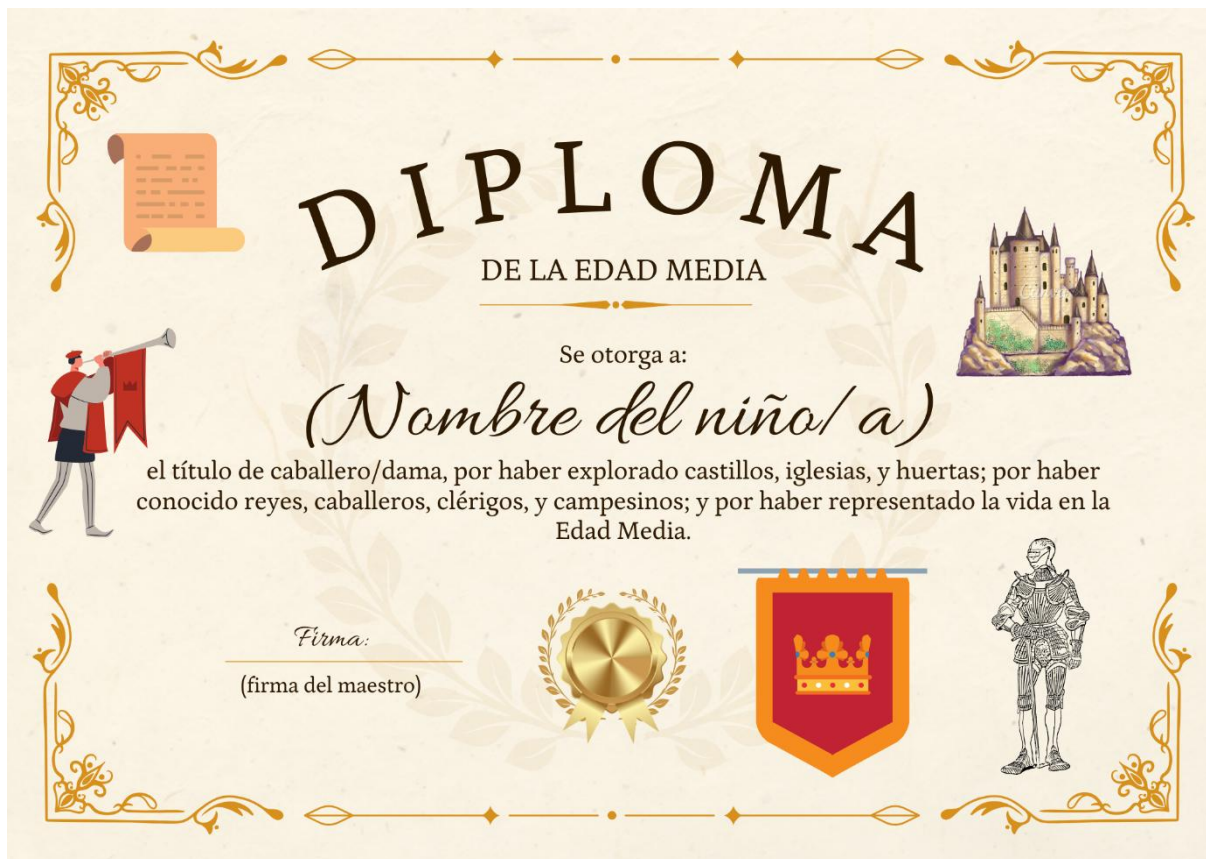 DIPLOMA
DE LA EDAD MEDIA
Se otorga a:
(Nombre del niño/ a)
el título de caballero/dama, por haber explorado castillos, iglesias, y huertas; por haber
conocido reyes, caballeros, clérigos, y campesinos; y por haber representado la vida en la
Edad Media.
Firma:
(firma del maestro)